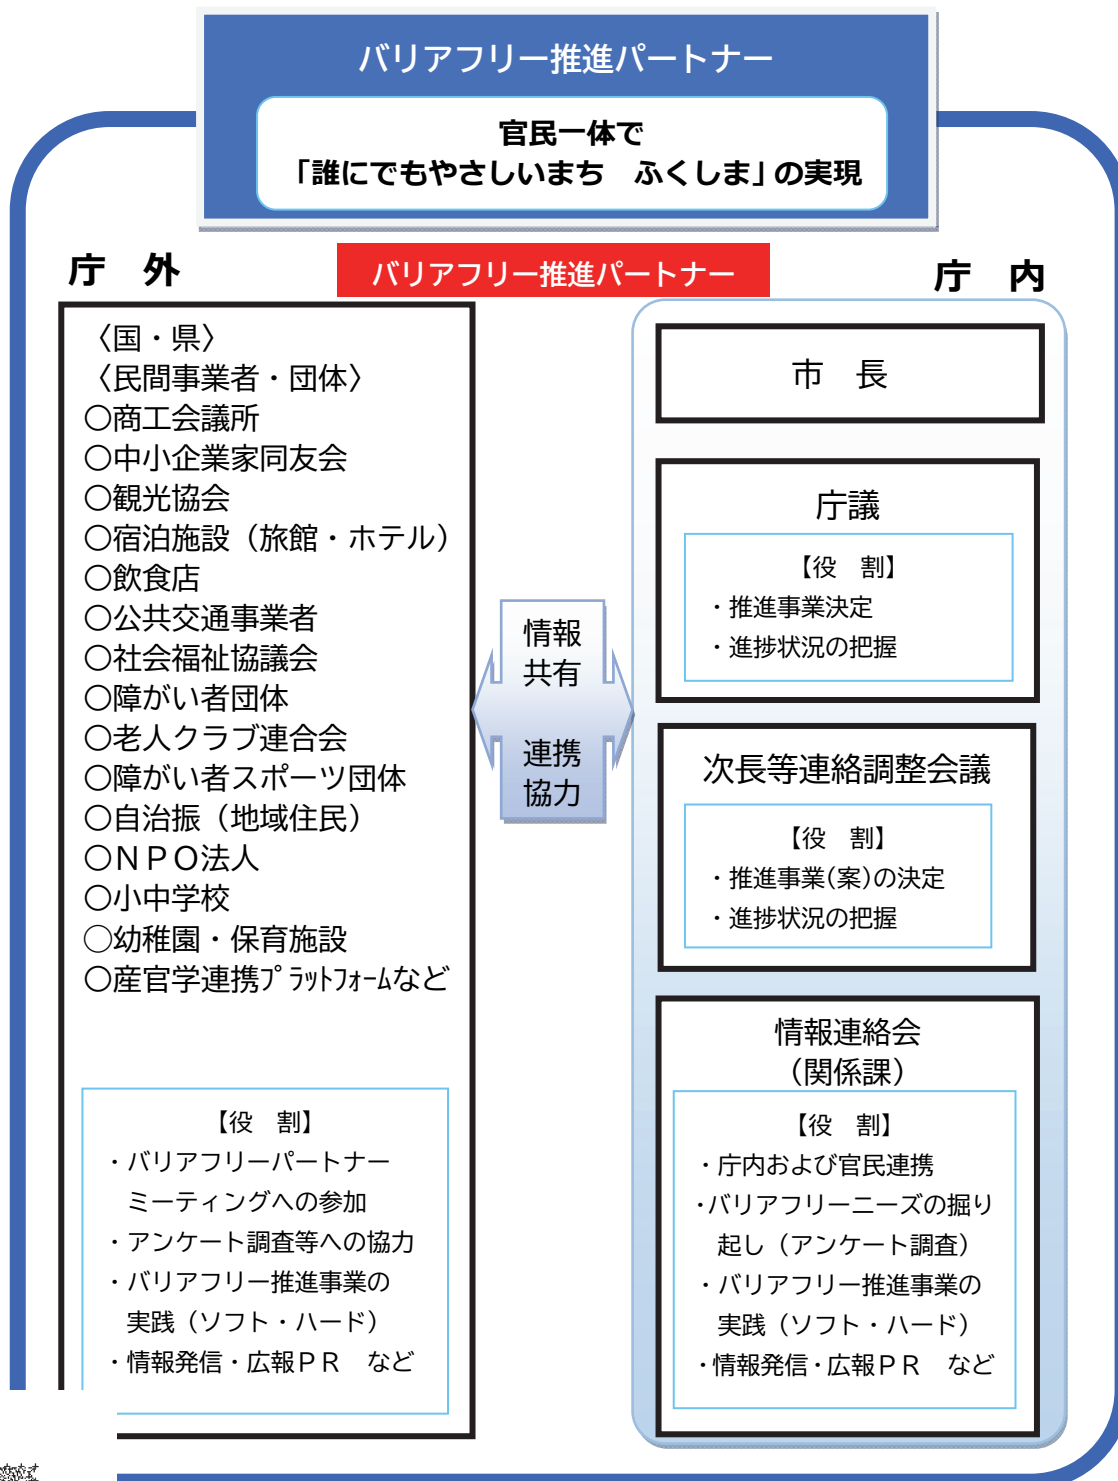 バリアフリー推進パートナー
官民一体で
「誰にでもやさしいまち　ふくしま」の実現
庁　外
バリアフリー推進パートナー
庁　内
〈国・県〉
〈民間事業者・団体〉
〇商工会議所
〇中小企業家同友会
〇観光協会
〇宿泊施設（旅館・ホテル）
〇飲食店
〇公共交通事業者
〇社会福祉協議会
〇障がい者団体
〇老人クラブ連合会
〇障がい者スポーツ団体
〇自治振（地域住民）
〇ＮＰＯ法人
〇小中学校
〇幼稚園・保育施設
〇産官学連携ﾌﾟﾗｯﾄﾌｫｰﾑなど
【役　割】
・バリアフリーパートナー
ミーティングへの参加
・アンケート調査等への協力
・バリアフリー推進事業の
実践（ソフト・ハード）
・情報発信・広報ＰＲ　など
情報
共有
連携
協力
市　長
庁議
【役　割】
・推進事業決定
・進捗状況の把握
次長等連絡調整会議
【役　割】
・推進事業(案)の決定
・進捗状況の把握
情報連絡会
（関係課）
【役　割】
・庁内および官民連携
・バリアフリーニーズの掘り
起し（アンケート調査）
・バリアフリー推進事業の
実践（ソフト・ハード）
・情報発信・広報ＰＲ　など